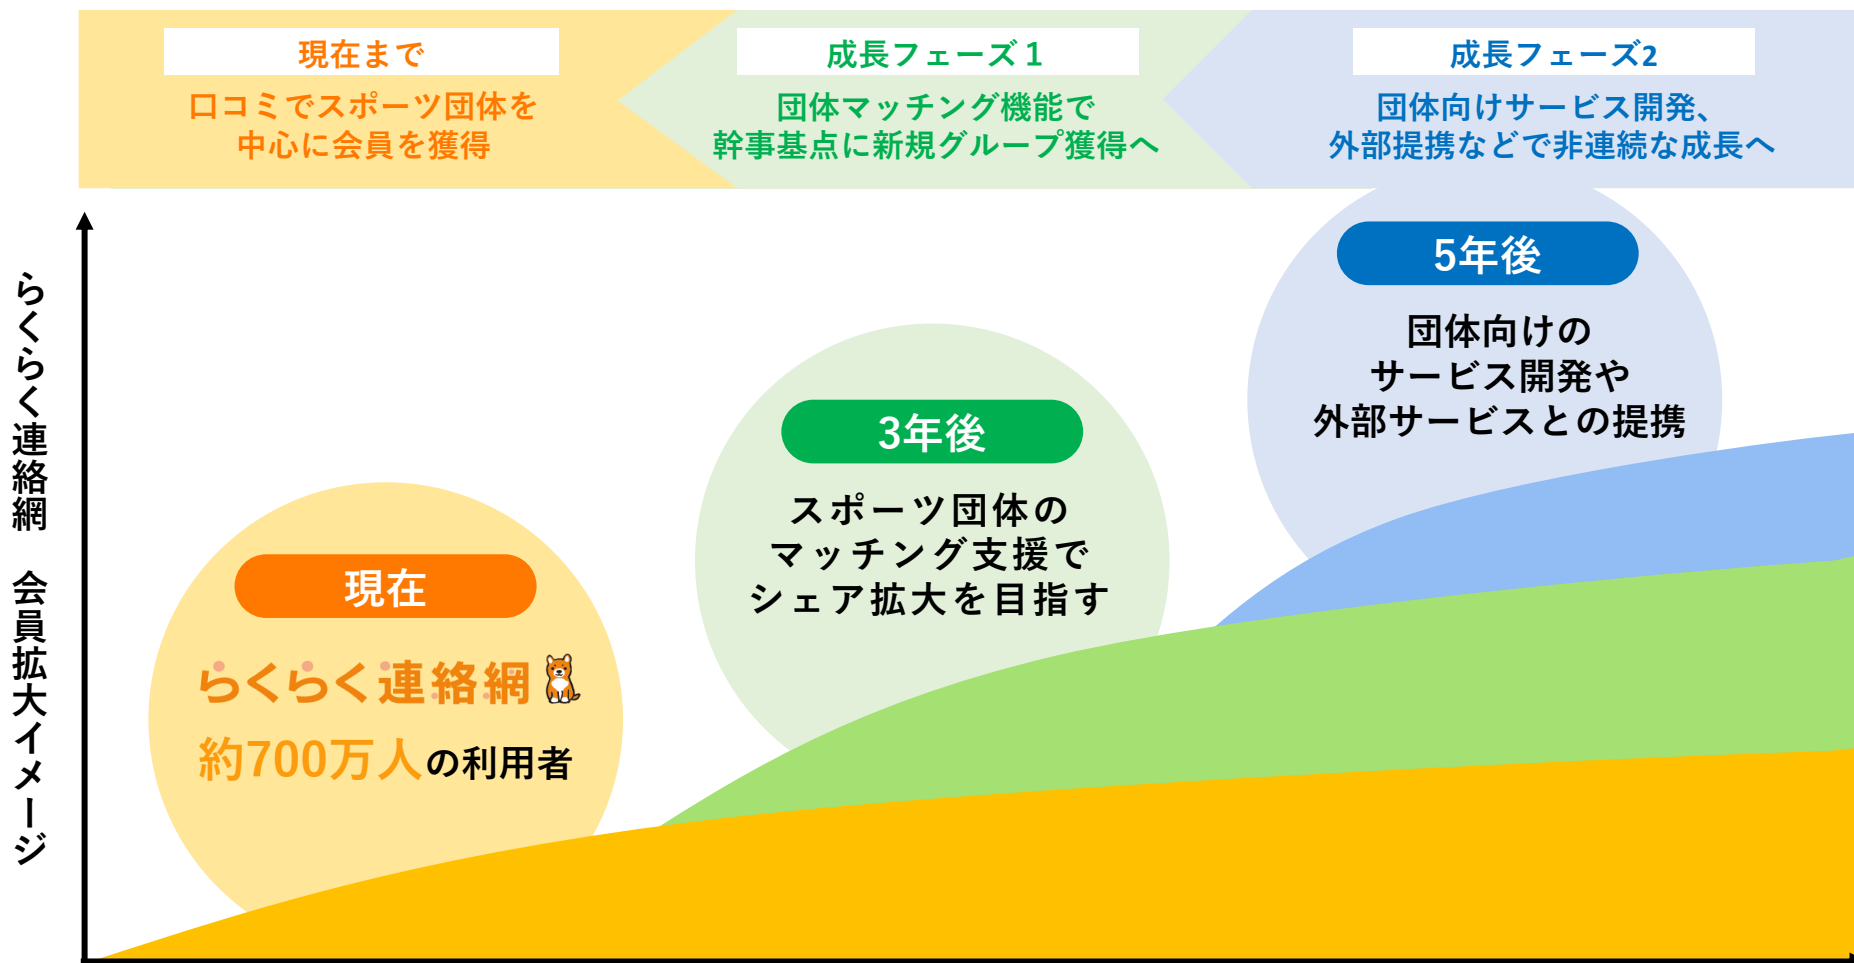 現在まで
口コミでスポーツ団体を
中心に会員を獲得
成長フェーズ１
団体マッチング機能で
幹事基点に新規グループ獲得へ
成長フェーズ2
団体向けサービス開発、
外部提携などで非連続な成長へ
らくらく連絡網　会員拡大イメージ
現在
らくらく連絡網
約700万人の利用者
3年後
スポーツ団体の
マッチング支援で
シェア拡大を目指す
5年後
団体向けの
サービス開発や
外部サービスとの提携